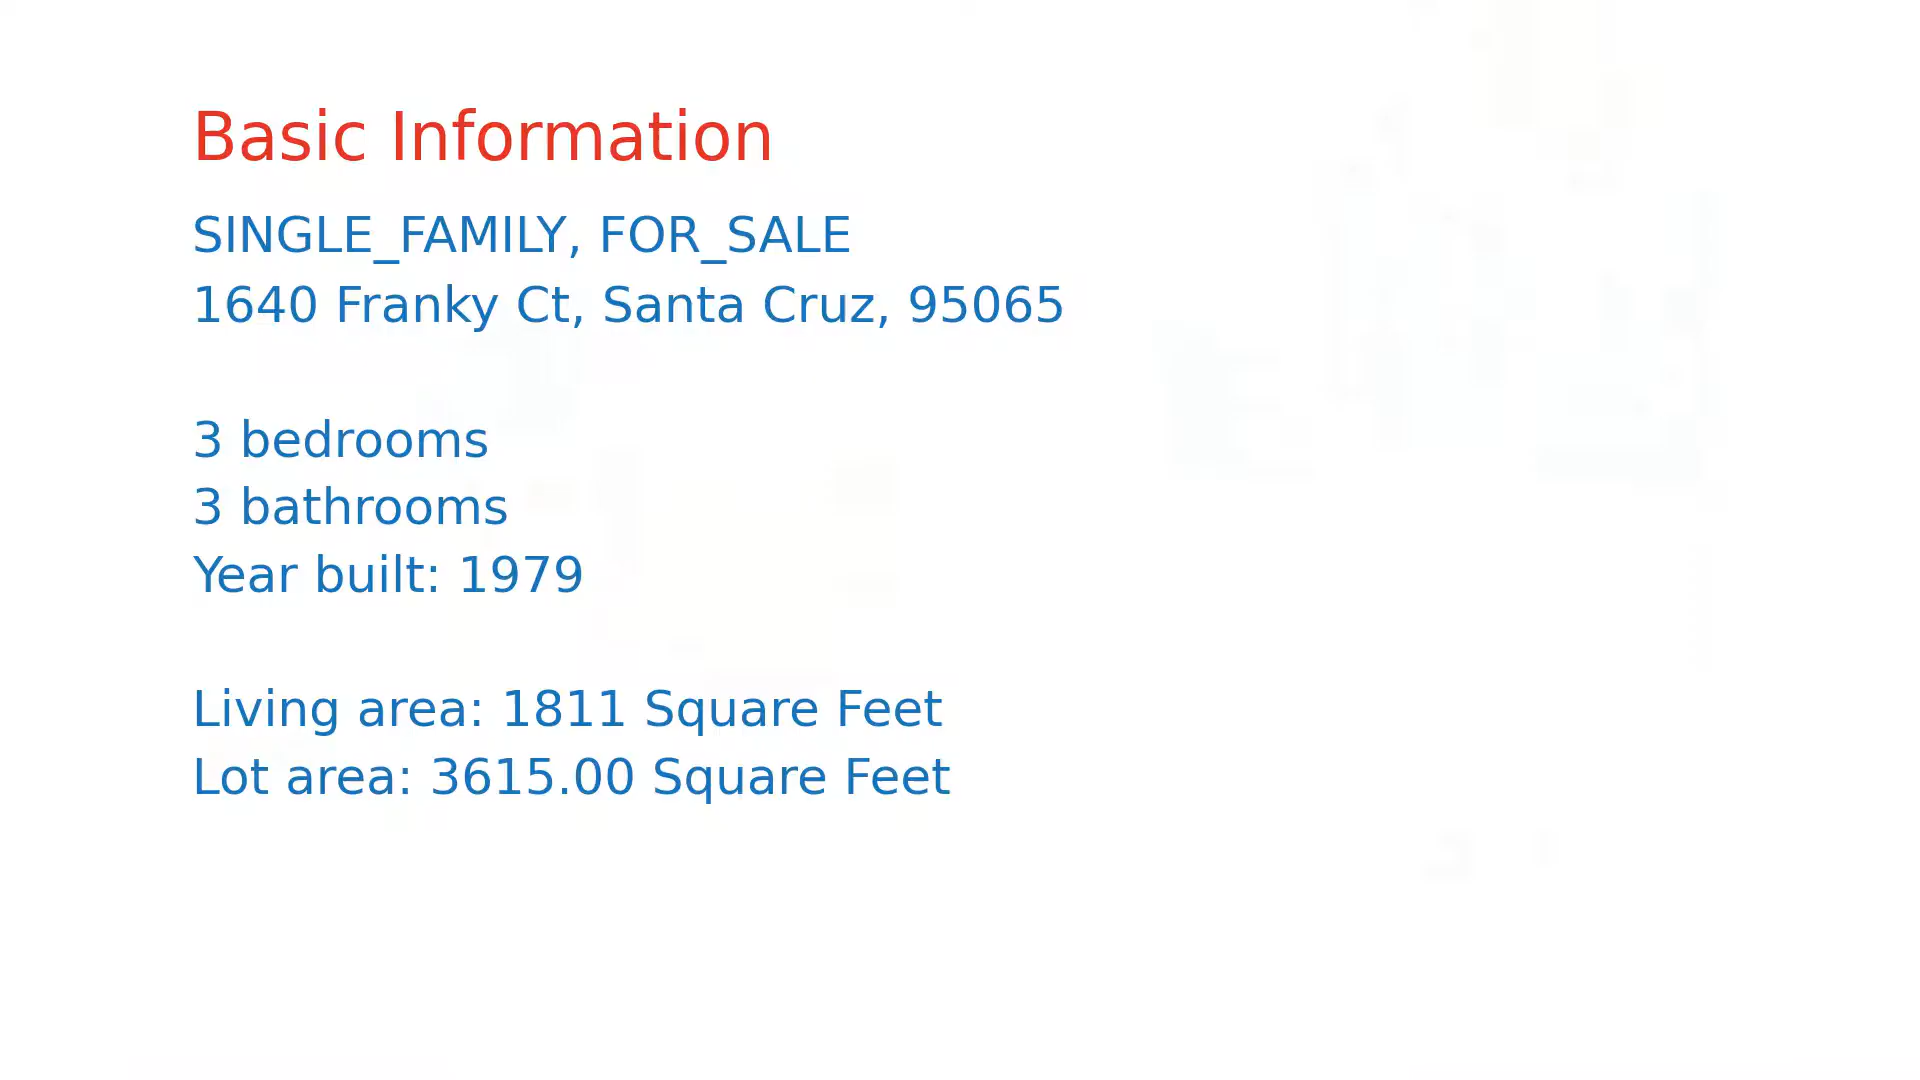 Basic Information
SINGLE_FAMILY, FOR_SALE
1640 Franky Ct, Santa Cruz, 95065
3 bedrooms
3 bathrooms
Year built: 1979
Living area: 1811 Square Feet
Lot area: 3615.00 Square Feet